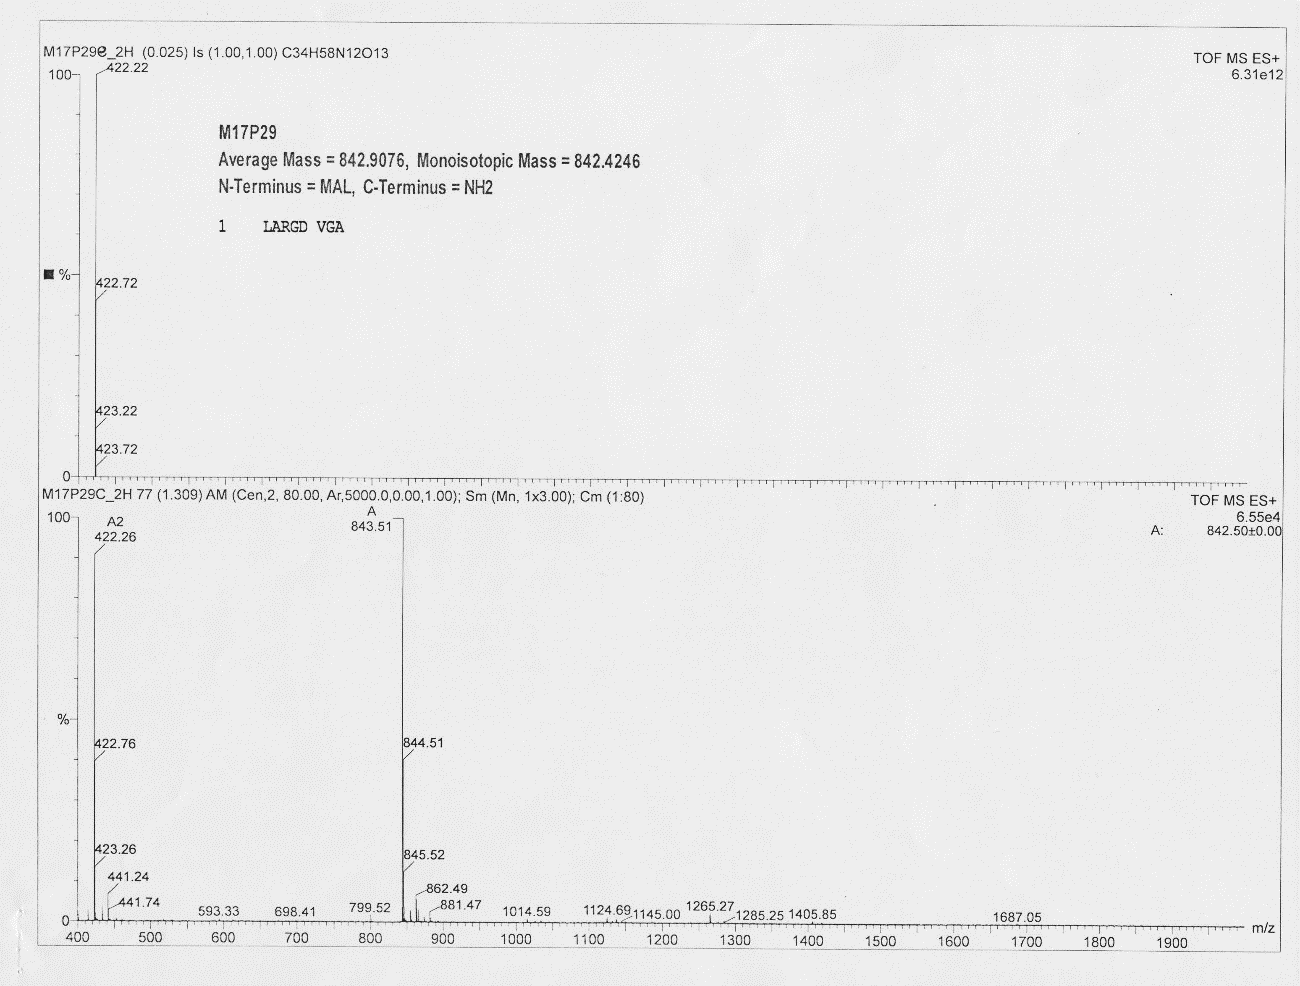 M17P29e_2H (0.025) Is (1.00,1.00) C34H58N12O13
TOF MS ES+
6.31e12
100
422.22
M17P29
Average Mass = 842.9076, Monoisotopic Mass = 842.4246
N-Terminus = MAL, C-Terminus = NH2
1 LARGD VGA
%
422.72
423.22
423.72
0
M17P29C_2H 77 (1.309) AM (Cen,2, 80.00, Ar,5000.0,0.00,1.00); Sm (Mn, 1x3.00); Cm (1:80)
TOF MS ES+
6.55e4
A: 842.50±0.00
100
A2
422.26
A
843.51
%
422.76
844.51
423.26
845.52
441.24
441.74
593.33
698.41
799.52
862.49
881.47
1014.59
1124.69
1145.00
1265.27
1285.25
1405.85
1687.05
0
m/z
400 500 600 700 800 900 1000 1100 1200 1300 1400 1500 1600 1700 1800 1900